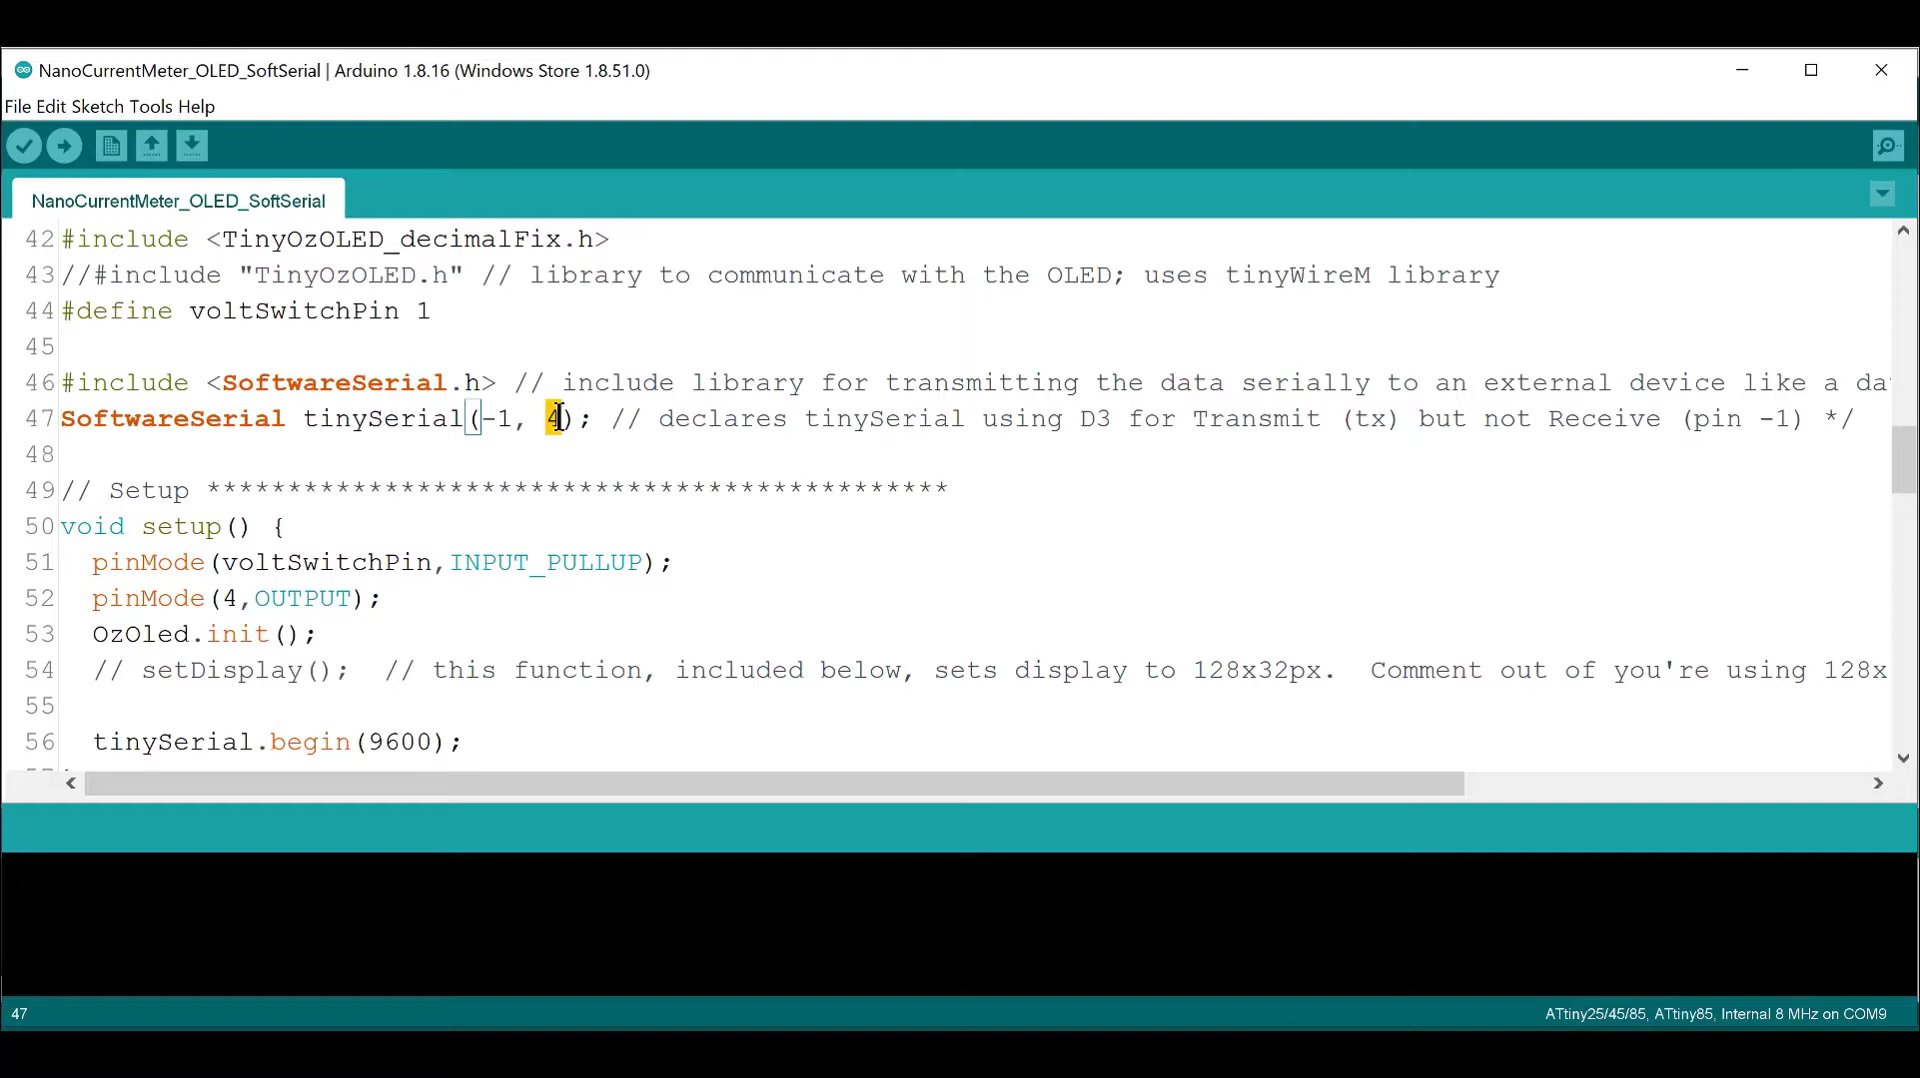 NanoCurrentMeter_OLED_SoftSerial | Arduino 1.8.16 (Windows Store 1.8.51.0)
File Edit Sketch Tools Help
NanoCurrentMeter_OLED_SoftSerial
42 #include <TinyOzOLED_decimalFix.h>
43 //#include "TinyOzOLED.h" // library to communicate with the OLED; uses tinyWireM library
44 #define voltSwitchPin 1
45
46 #include <SoftwareSerial.h> // include library for transmitting the data serially to an external device like a da
47 SoftwareSerial tinySerial(-1, 4); // declares tinySerial using D3 for Transmit (tx) but not Receive (pin -1) */
48
49 // Setup **********************************************
50 void setup() {
51 pinMode(voltSwitchPin,INPUT_PULLUP);
52 pinMode(4,OUTPUT);
53 OzOled.init();
54 // setDisplay(); // this function, included below, sets display to 128x32px. Comment out of you're using 128x
55
56 tinySerial.begin(9600);
47
ATtiny25/45/85, ATtiny85, Internal 8 MHz on COM9